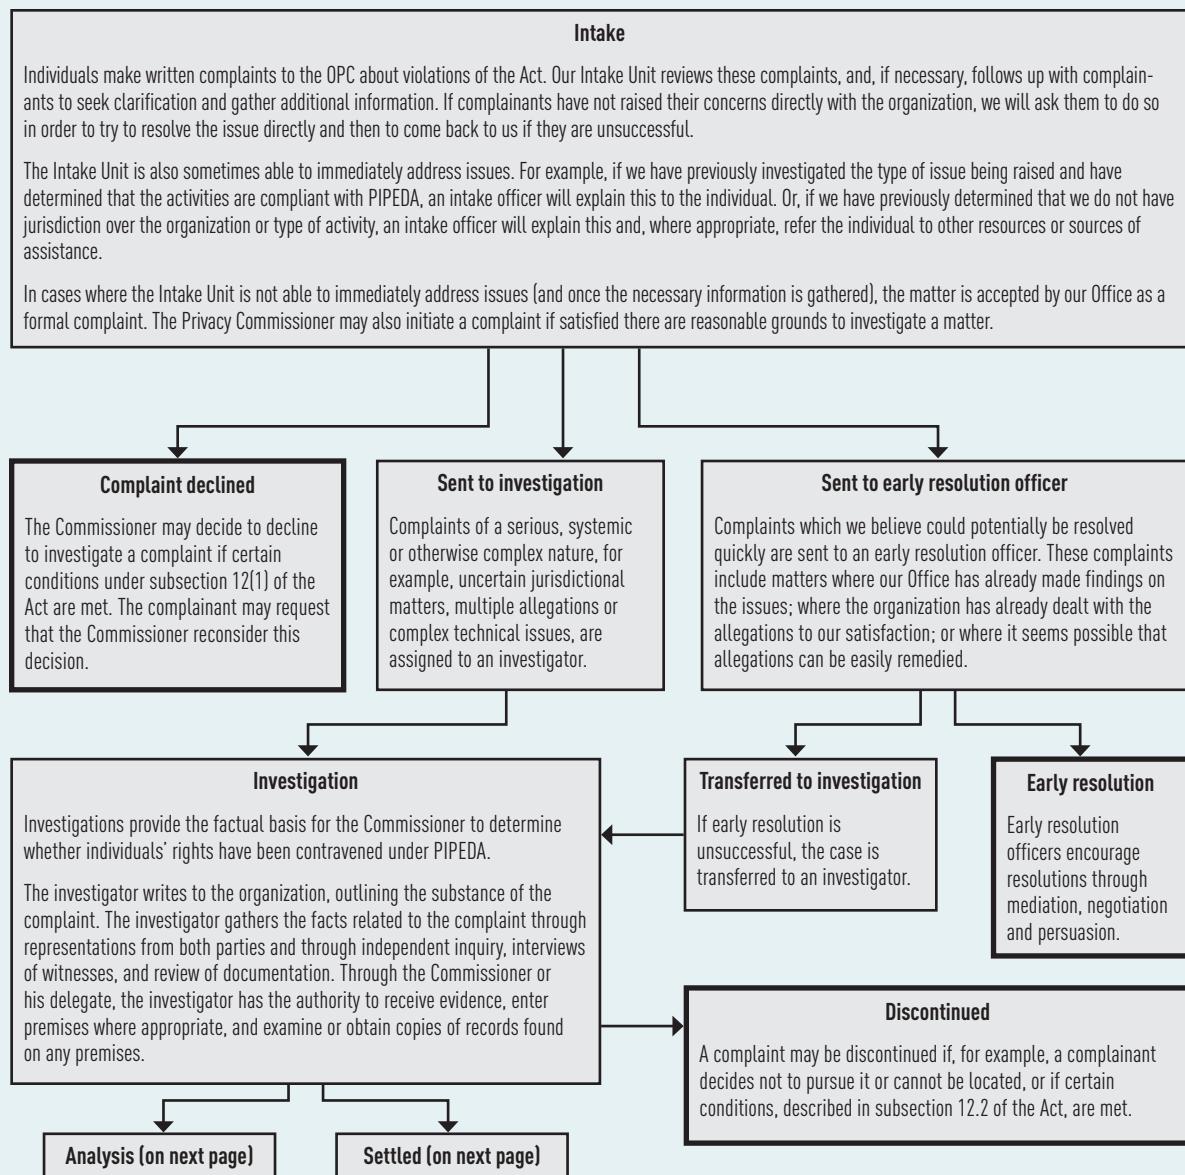 Intake
Individuals make written complaints to the OPC about violations of the Act. Our Intake Unit reviews these complaints, and, if necessary, follows up with complain-
ants to seek clarification and gather additional information. If complainants have not raised their concerns directly with the organization, we will ask them to do so
in order to try to resolve the issue directly and then to come back to us if they are unsuccessful.
The Intake Unit is also sometimes able to immediately address issues. For example, if we have previously investigated the type of issue being raised and have
determined that the activities are compliant with PIPEDA, an intake officer will explain this to the individual. Or, if we have previously determined that we do not have
jurisdiction over the organization or type of activity, an intake officer will explain this and, where appropriate, refer the individual to other resources or sources of
assistance.
In cases where the Intake Unit is not able to immediately address issues (and once the necessary information is gathered), the matter is accepted by our Office as a
formal complaint. The Privacy Commissioner may also initiate a complaint if satisfied there are reasonable grounds to investigate a matter.
Complaint declined
The Commissioner may decide to decline
to investigate a complaint if certain
conditions under subsection 12(1) of the
Act are met. The complainant may request
that the Commissioner reconsider this
decision.
Sent to investigation
Complaints of a serious, systemic
or otherwise complex nature, for
example, uncertain jurisdictional
matters, multiple allegations or
complex technical issues, are
assigned to an investigator.
Sent to early resolution officer
Complaints which we believe could potentially be resolved
quickly are sent to an early resolution officer. These complaints
include matters where our Office has already made findings on
the issues; where the organization has already dealt with the
allegations to our satisfaction; or where it seems possible that
allegations can be easily remedied.
Investigation
Investigations provide the factual basis for the Commissioner to determine
whether individuals’ rights have been contravened under PIPEDA.
The investigator writes to the organization, outlining the substance of the
complaint. The investigator gathers the facts related to the complaint through
representations from both parties and through independent inquiry, interviews
of witnesses, and review of documentation. Through the Commissioner or
his delegate, the investigator has the authority to receive evidence, enter
premises where appropriate, and examine or obtain copies of records found
on any premises.
Transferred to investigation
If early resolution is
unsuccessful, the case is
transferred to an investigator.
Early resolution
Early resolution
officers encourage
resolutions through
mediation, negotiation
and persuasion.
Discontinued
A complaint may be discontinued if, for example, a complainant
decides not to pursue it or cannot be located, or if certain
conditions, described in subsection 12.2 of the Act, are met.
Analysis (on next page)
Settled (on next page)